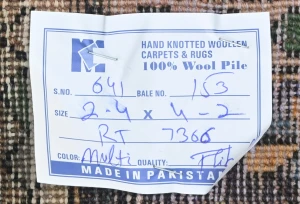 HAND KNOTTED WOOLLEN
CARPETS & RUGS
100% Wool Pile
S.NO. 641 BALE NO. 153
SIZE 2-4 x 4-2
RT 7366
COLOR: Multi QUALITY:
MADE IN PAKISTAN